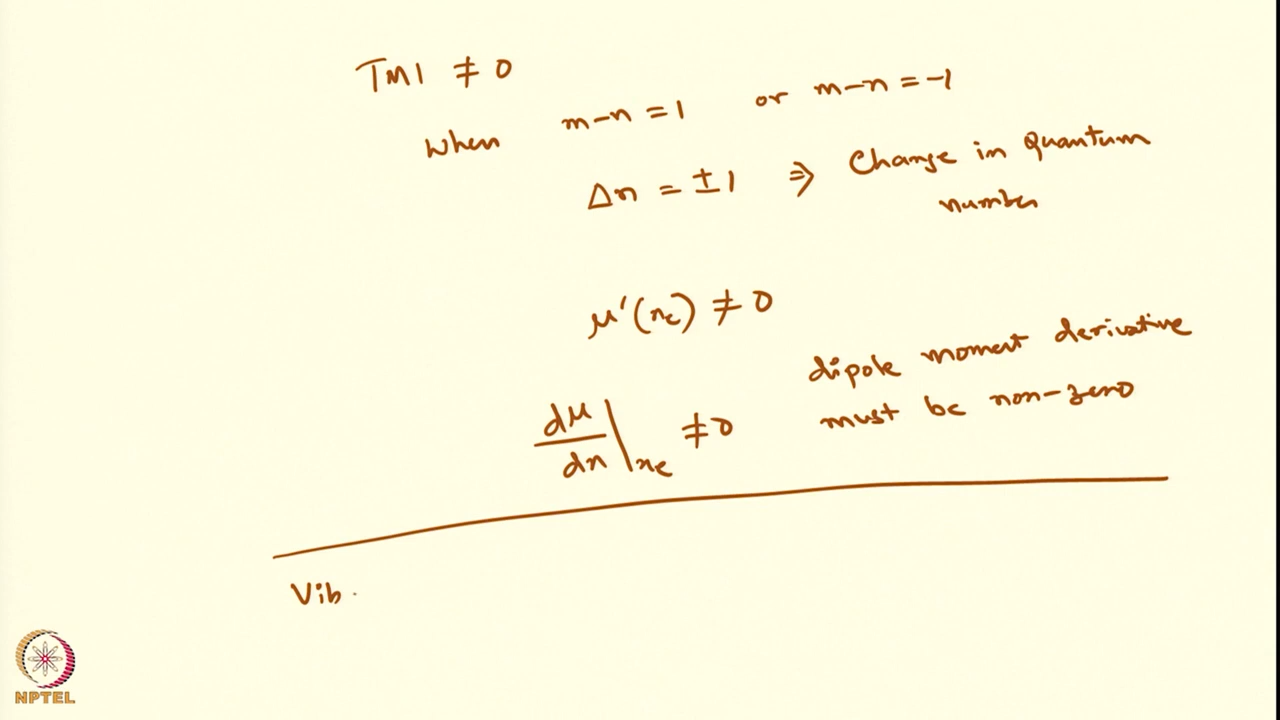 TMI ≠ 0
when m-n = 1 or m-n = -1
Δn = ±1 ⇒ Change in quantum
number
μ'(xe) ≠ 0
dipole moment derivative
must be non-zero
dμ/dx|xe ≠ 0
Vib.
NPTEL